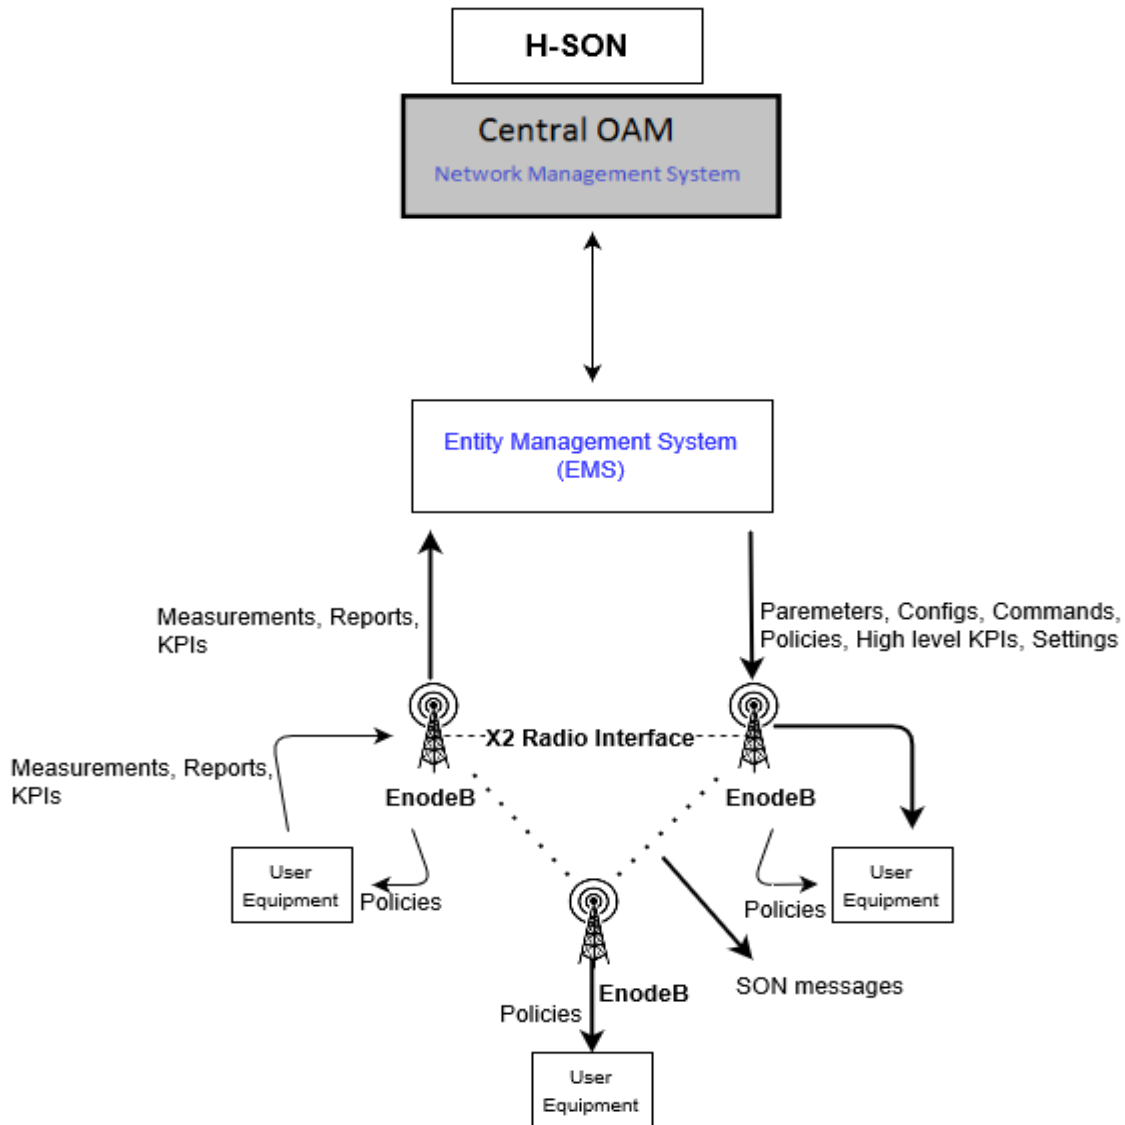 H-SON
Central OAM
Network Management System
Entity Management System
(EMS)
Measurements, Reports,
KPIs
Paremeters, Configs, Commands,
Policies, High level KPIs, Settings
X2 Radio Interface
Measurements, Reports,
KPIs
EnodeB
EnodeB
User
Equipment
Policies
User
Equipment
Policies
SON messages
EnodeB
Policies
User
Equipment